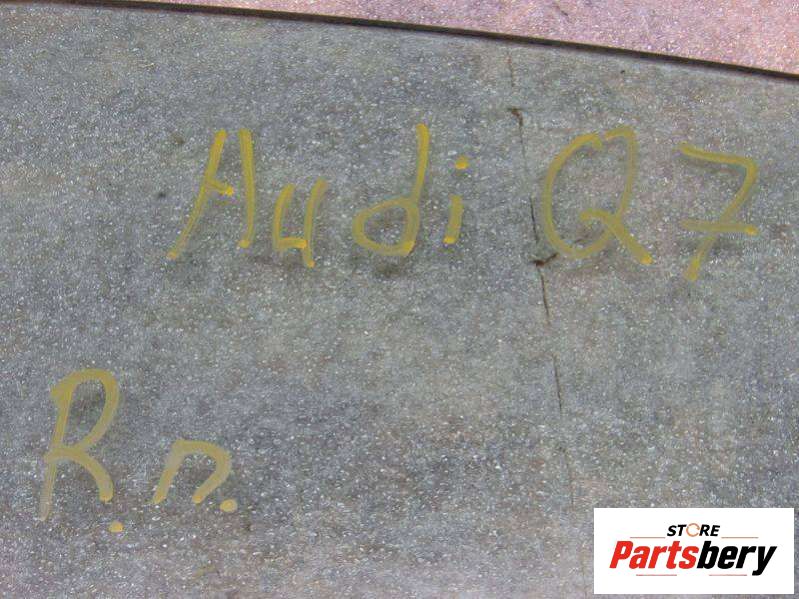 Audi Q7
R.n.
STORE
Partsbery